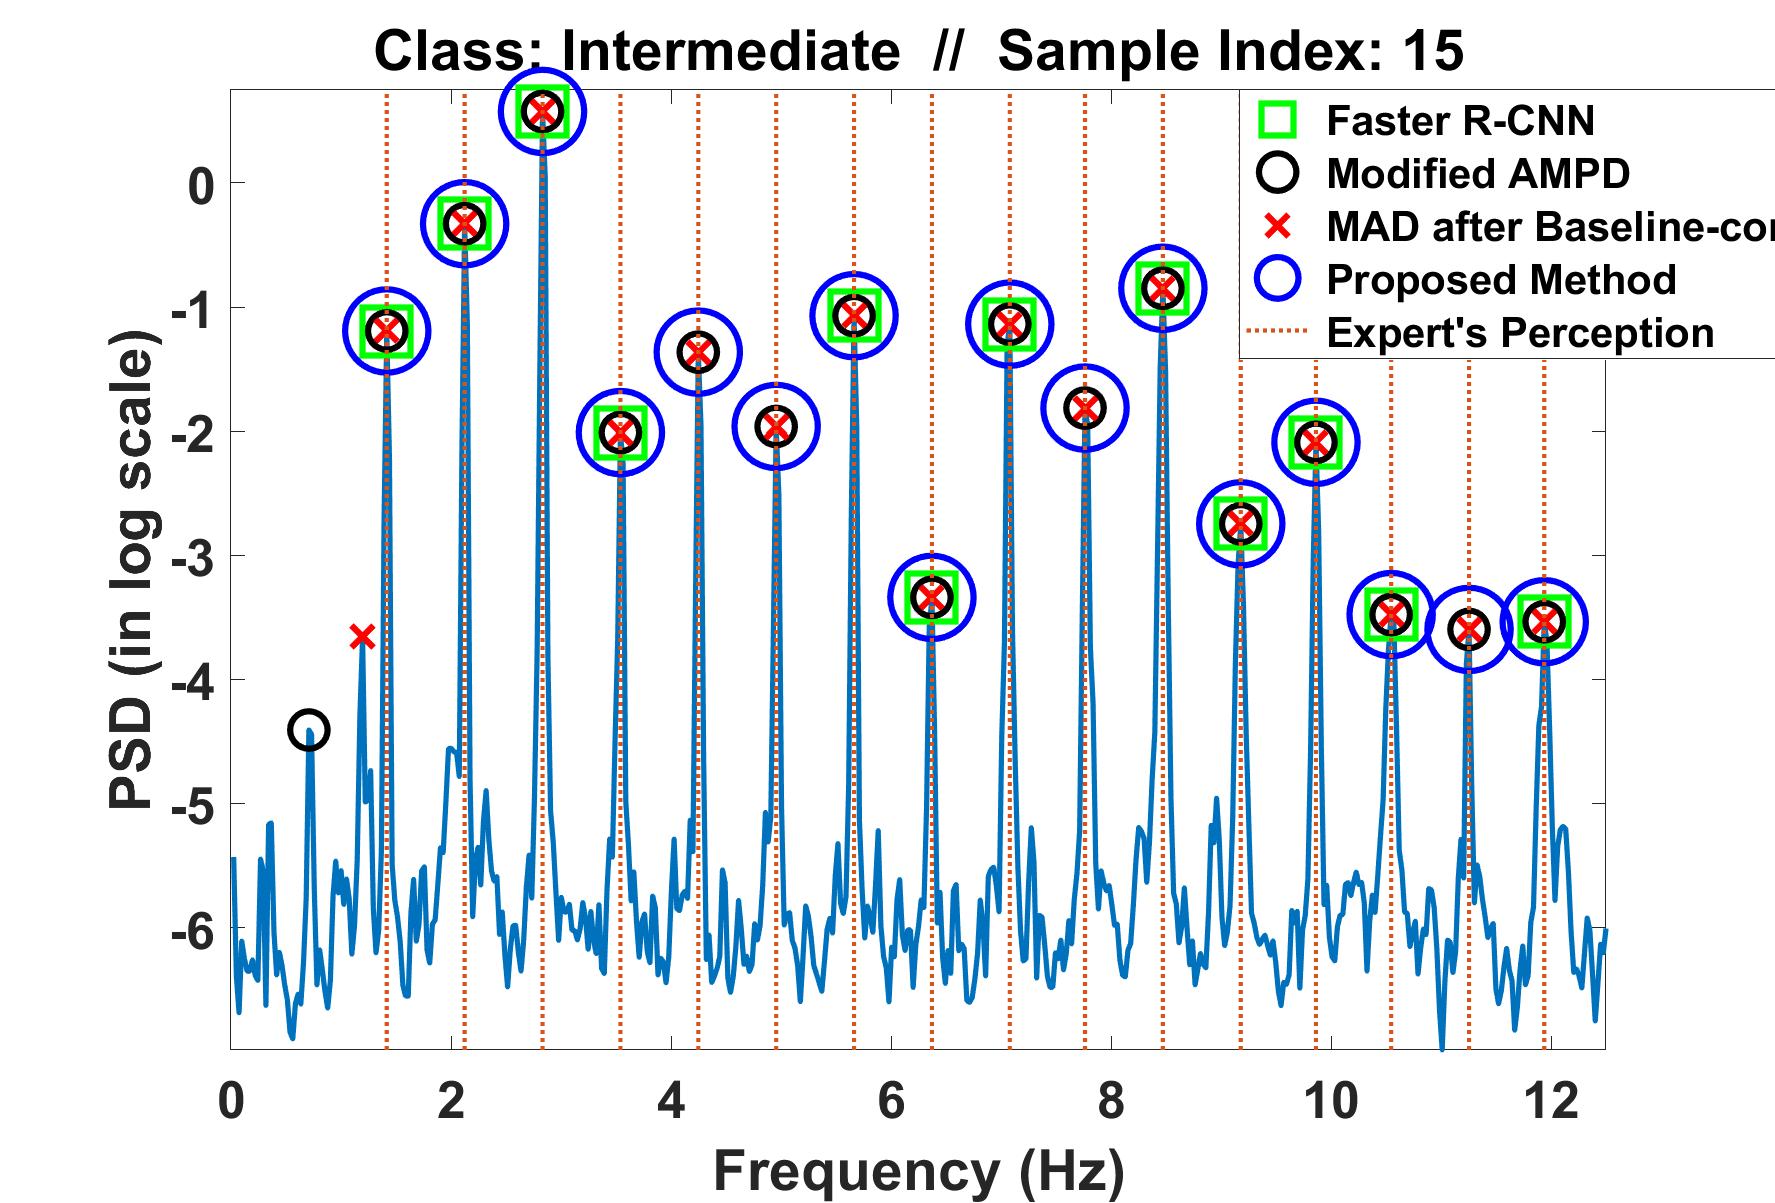 Class: Intermediate // Sample Index: 15
Faster R-CNN
Modified AMPD
MAD after Baseline-cor
Proposed Method
Expert's Perception
PSD (in log scale)
0
-1
-2
-3
-4
-5
-6
0 2 4 6 8 10 12
Frequency (Hz)